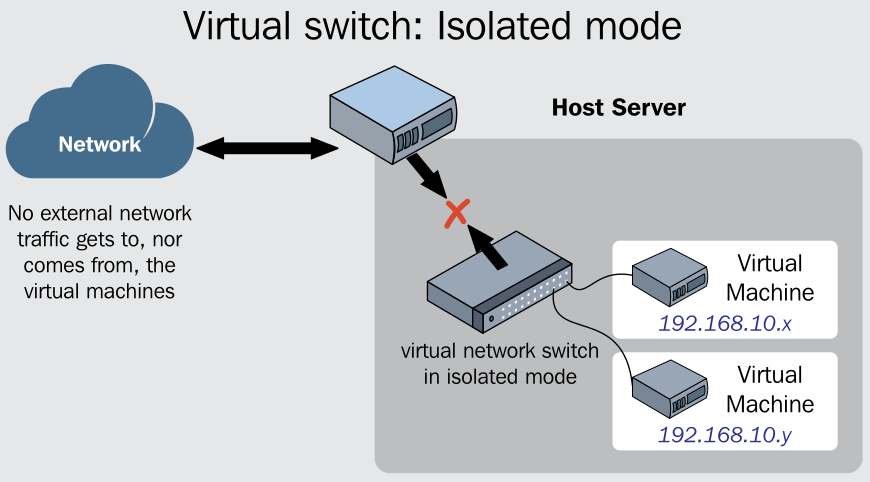 Virtual switch: Isolated mode
Host Server
Network
No external network
traffic gets to, nor
comes from, the
virtual machines
virtual network switch
in isolated mode
Virtual
Machine
192.168.10.x
Virtual
Machine
192.168.10.y